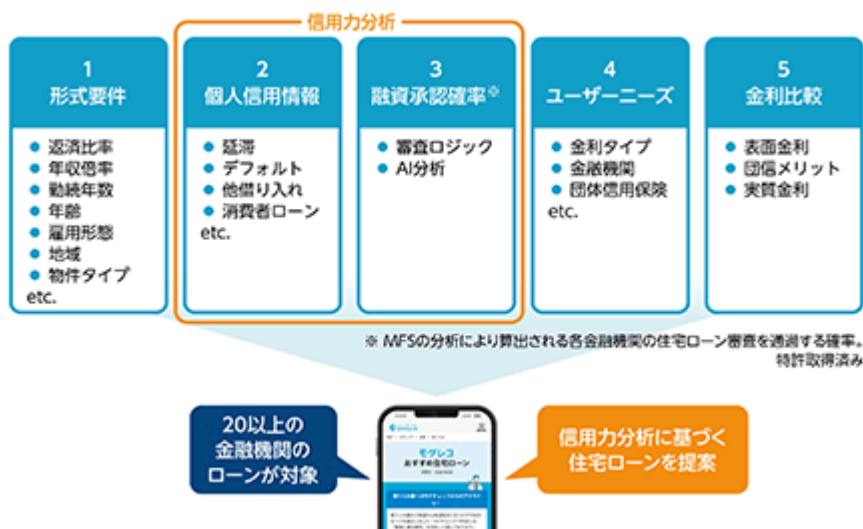 信用力分析
1
形式要件
● 返済比率
● 年収倍率
● 勤続年数
● 年齢
● 雇用形態
● 地域
● 物件タイプ
etc.
2
個人信用情報
● 延滞
● デフォルト
● 他借り入れ
● 消費者ローン
etc.
3
融資承認確率※
● 審査ロジック
● AI分析
4
ユーザーニーズ
● 金利タイプ
● 金融機関
● 団体信用保険
etc.
5
金利比較
● 表面金利
● 団信メリット
● 実質金利
※ MFSの分析により算出される各金融機関の住宅ローン審査を通過する確率。
特許取得済み
20以上の
金融機関の
ローンが対象
モゲレコ
おすすめ住宅ローン
信用力分析に基づく
住宅ローンを提案